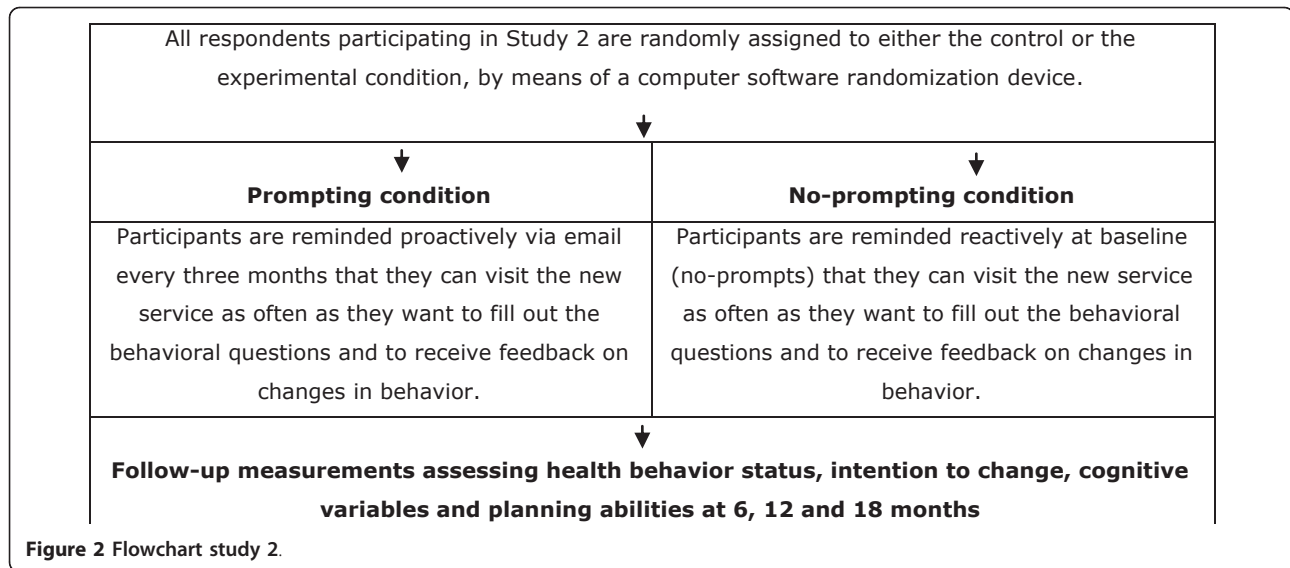 All respondents participating in Study 2 are randomly assigned to either the control or the
experimental condition, by means of a computer software randomization device.
Prompting condition
Participants are reminded proactively via email
every three months that they can visit the new
service as often as they want to fill out the
behavioral questions and to receive feedback on
changes in behavior.
No-prompting condition
Participants are reminded reactively at baseline
(no-prompts) that they can visit the new service
as often as they want to fill out the behavioral
questions and to receive feedback on changes in
behavior.
Follow-up measurements assessing health behavior status, intention to change, cognitive
variables and planning abilities at 6, 12 and 18 months
Figure 2 Flowchart study 2.